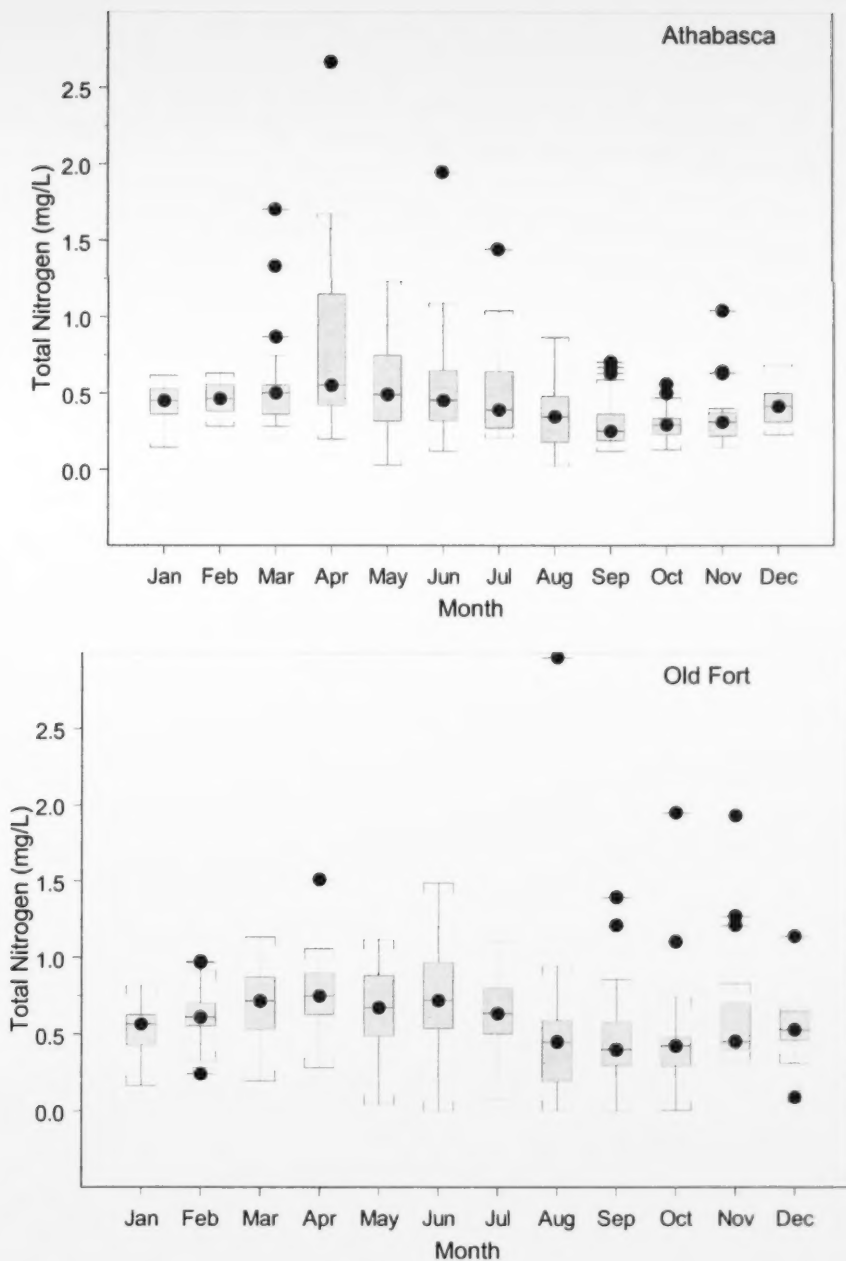 Athabasca
Total Nitrogen (mg/L)
2.5
2.0
1.5
1.0
0.5
0.0
Jan Feb Mar Apr May Jun Jul Aug Sep Oct Nov Dec
Month
Old Fort
Total Nitrogen (mg/L)
2.5
2.0
1.5
1.0
0.5
0.0
Jan Feb Mar Apr May Jun Jul Aug Sep Oct Nov Dec
Month